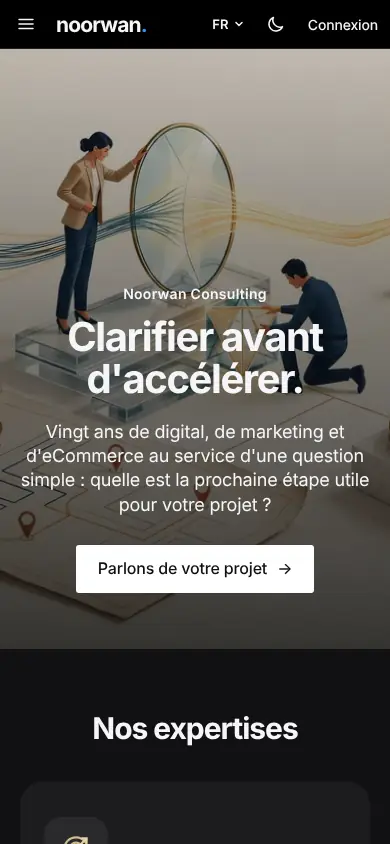 noorwan.
FR
Connexion
Noorwan Consulting
Clarifier avant
d'accélérer.
Vingt ans de digital, de marketing et
d'eCommerce au service d'une question
simple : quelle est la prochaine étape utile
pour votre projet ?
Parlons de votre projet →
Nos expertises